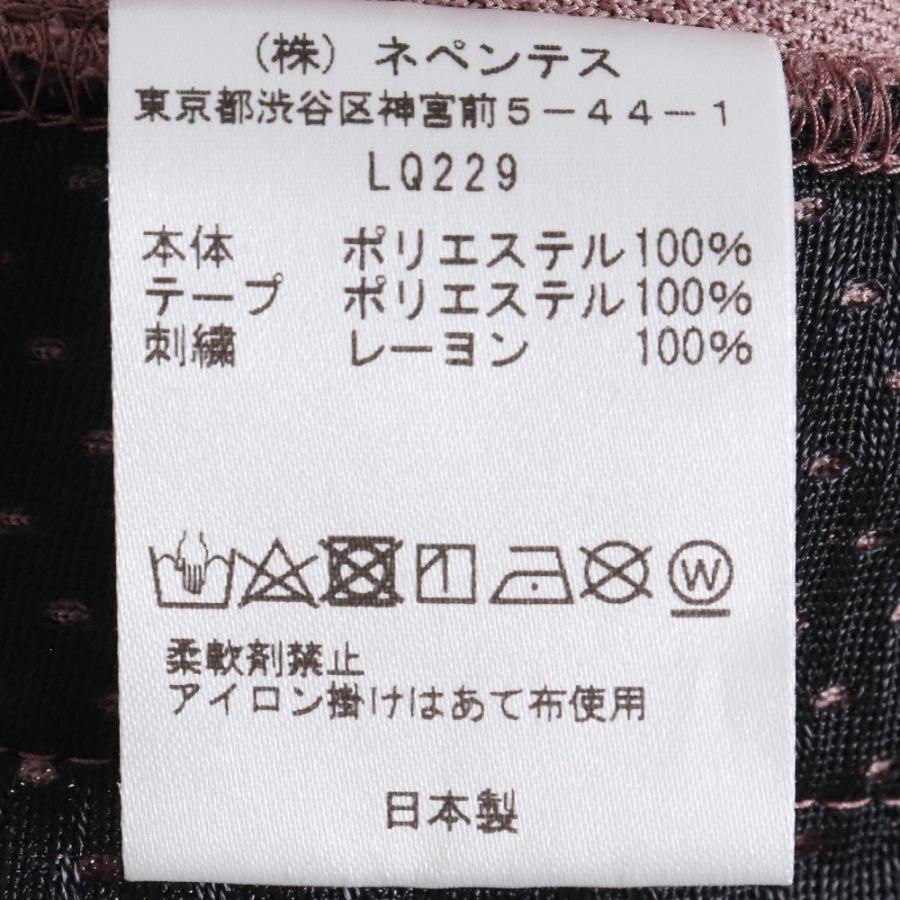 (株) ネペンテス
東京都渋谷区神宮前5-44-1
LQ229
本体 ポリエステル100%
テープ ポリエステル100%
刺繍 レーヨン 100%
W
柔軟剤禁止
アイロン掛けはあて布使用
日本製